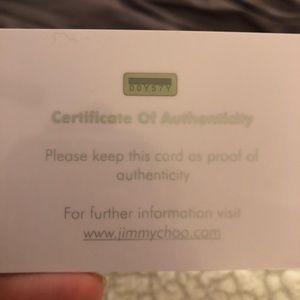 Certificate Of Authenticity
Please keep this card as proof of
authenticity
For further information visit
www.jimmychoo.com